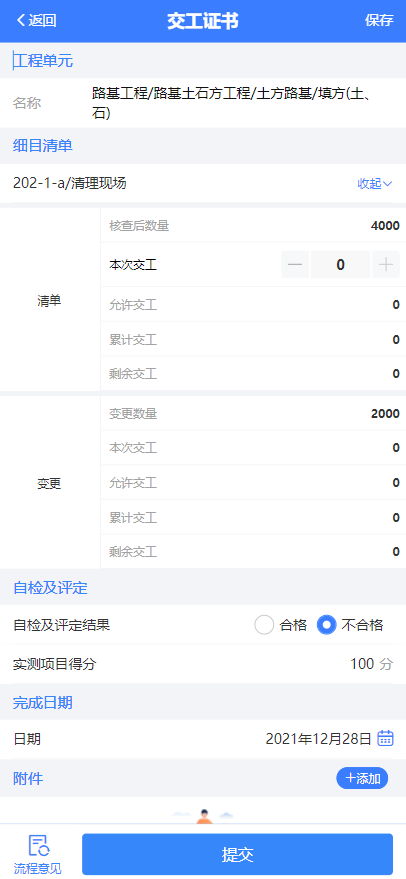 返回
交工证书
保存
工程单元
名称
路基工程/路基土石方工程/土方路基/填方(土、
石)
细目清单
202-1-a/清理现场
收起
清单
核查后数量
4000
本次交工
0
允许交工
0
累计交工
0
剩余交工
0
变更
变更数量
2000
本次交工
0
允许交工
0
累计交工
0
剩余交工
0
自检及评定
自检及评定结果
合格
不合格
实测项目得分
100 分
完成日期
日期
2021年12月28日
附件
+添加
流程意见
提交